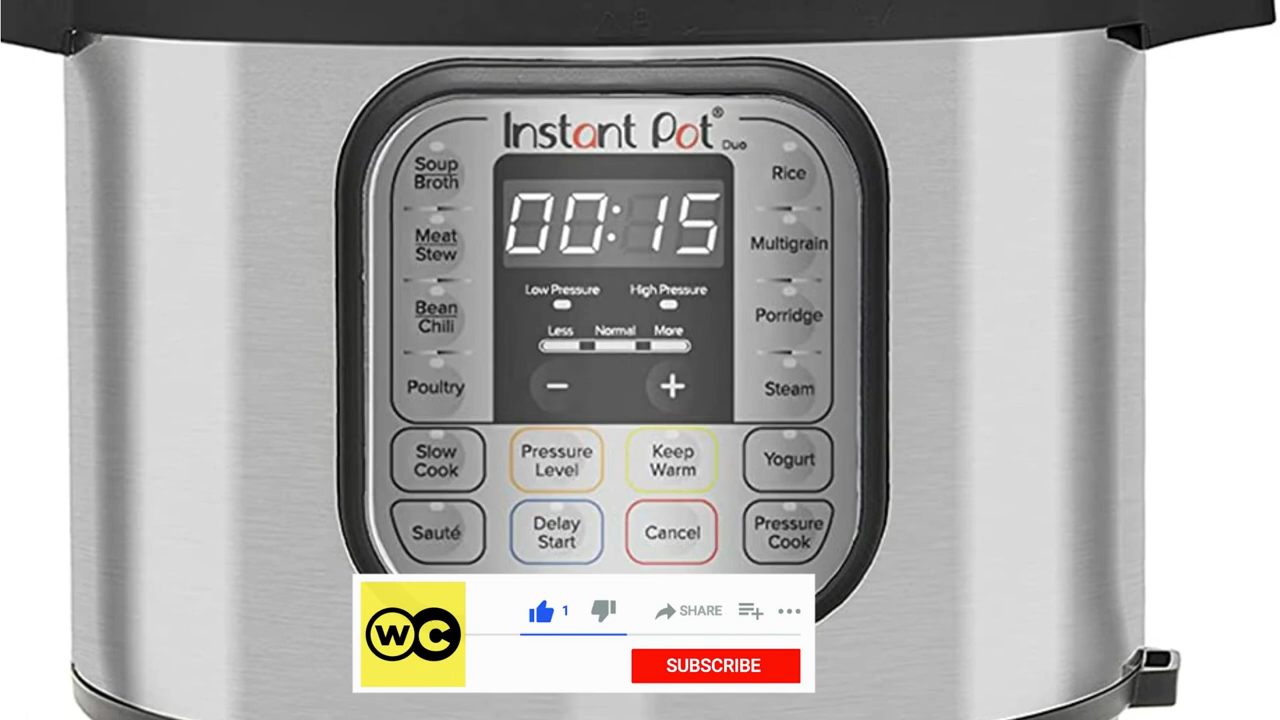 Instant Pot®
Duo
Soup
Broth
Meat
Stew
Bean
Chili
Poultry
00:15
Low Pressure High Pressure
Less Normal More
− +
Rice
Multigrain
Porridge
Steam
Slow
Cook
Pressure
Level
Keep
Warm
Yogurt
Sauté
Delay
Start
Cancel
Pressure
Cook
WC
1
SHARE
SUBSCRIBE